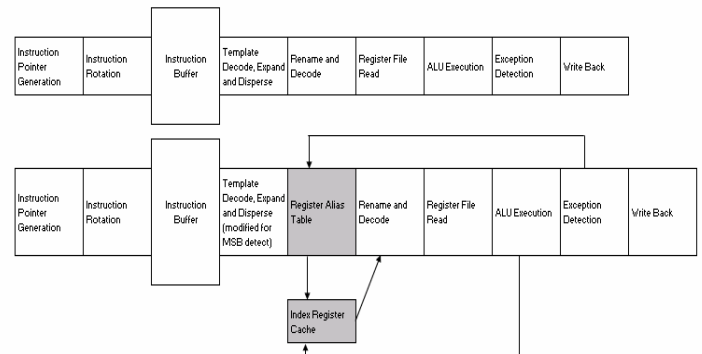 Instruction
Pointer
Generation
Instruction
Rotation
Instruction
Buffer
Template
Decode, Expand
and Disperse
Rename and
Decode
Register File
Read
ALU Execution
Exception
Detection
Write Back
Instruction
Pointer
Generation
Instruction
Rotation
Instruction
Buffer
Template
Decode, Expand
and Disperse
(modified for
MSB detect)
Register Alias
Table
Rename and
Decode
Register File
Read
ALU Execution
Exception
Detection
Write Back
Index Register
Cache